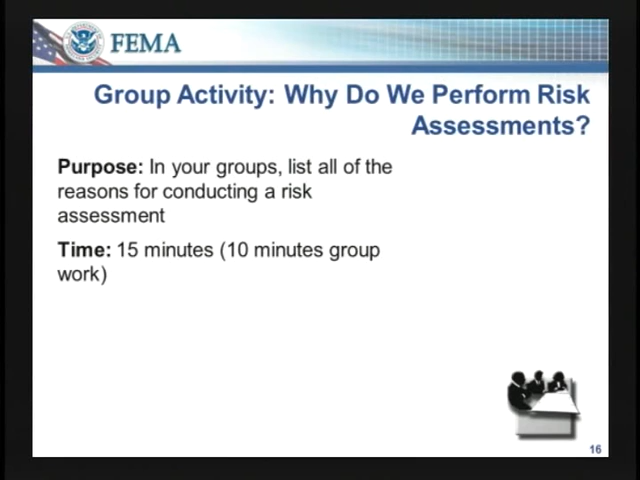 FEMA
Group Activity: Why Do We Perform Risk
Assessments?
Purpose: In your groups, list all of the
reasons for conducting a risk
assessment
Time: 15 minutes (10 minutes group
work)
16